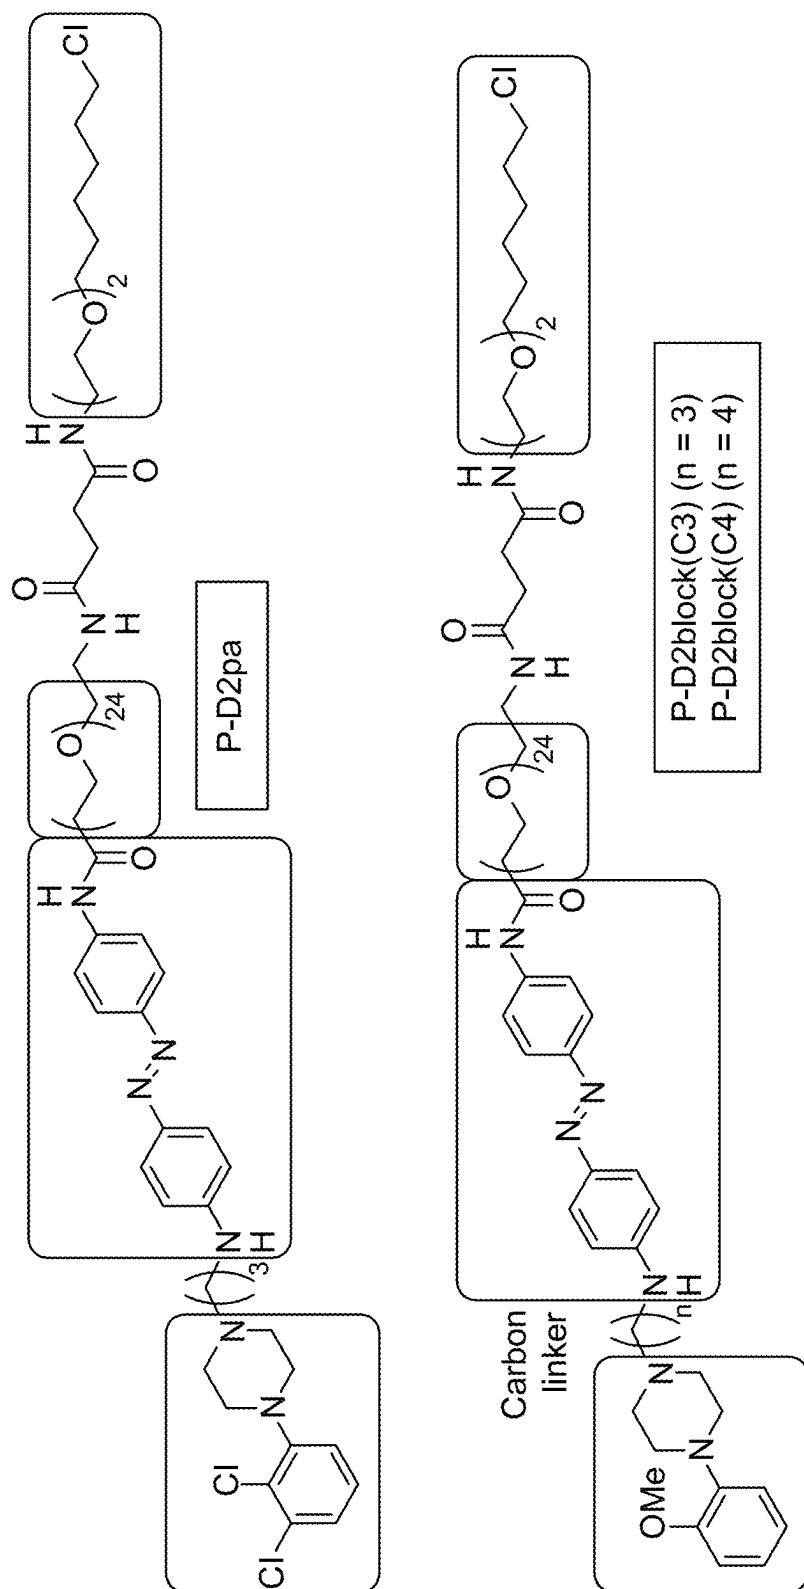 Cl
Cl
N
N
3
N
H
N
N
H
N
O
O
24
N
H
O
O
H
N
O
2
Cl
P-D2pa
Carbon
linker
OMe
N
N
n
N
H
N
N
H
N
O
O
24
N
H
O
O
H
N
O
2
Cl
P-D2block(C3) (n = 3)
P-D2block(C4) (n = 4)